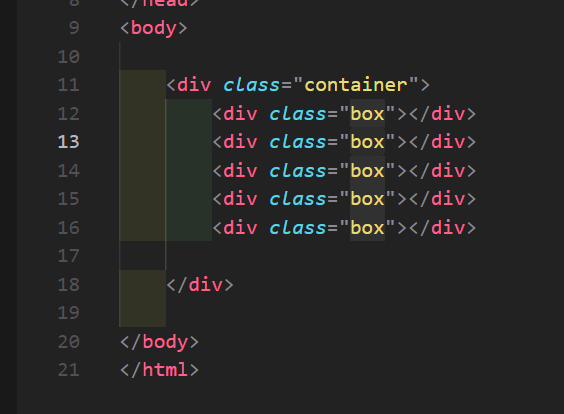 8 </head>
9 <body>
10
11 <div class="container">
12 <div class="box"></div>
13 <div class="box"></div>
14 <div class="box"></div>
15 <div class="box"></div>
16 <div class="box"></div>
17
18 </div>
19
20 </body>
21 </html>